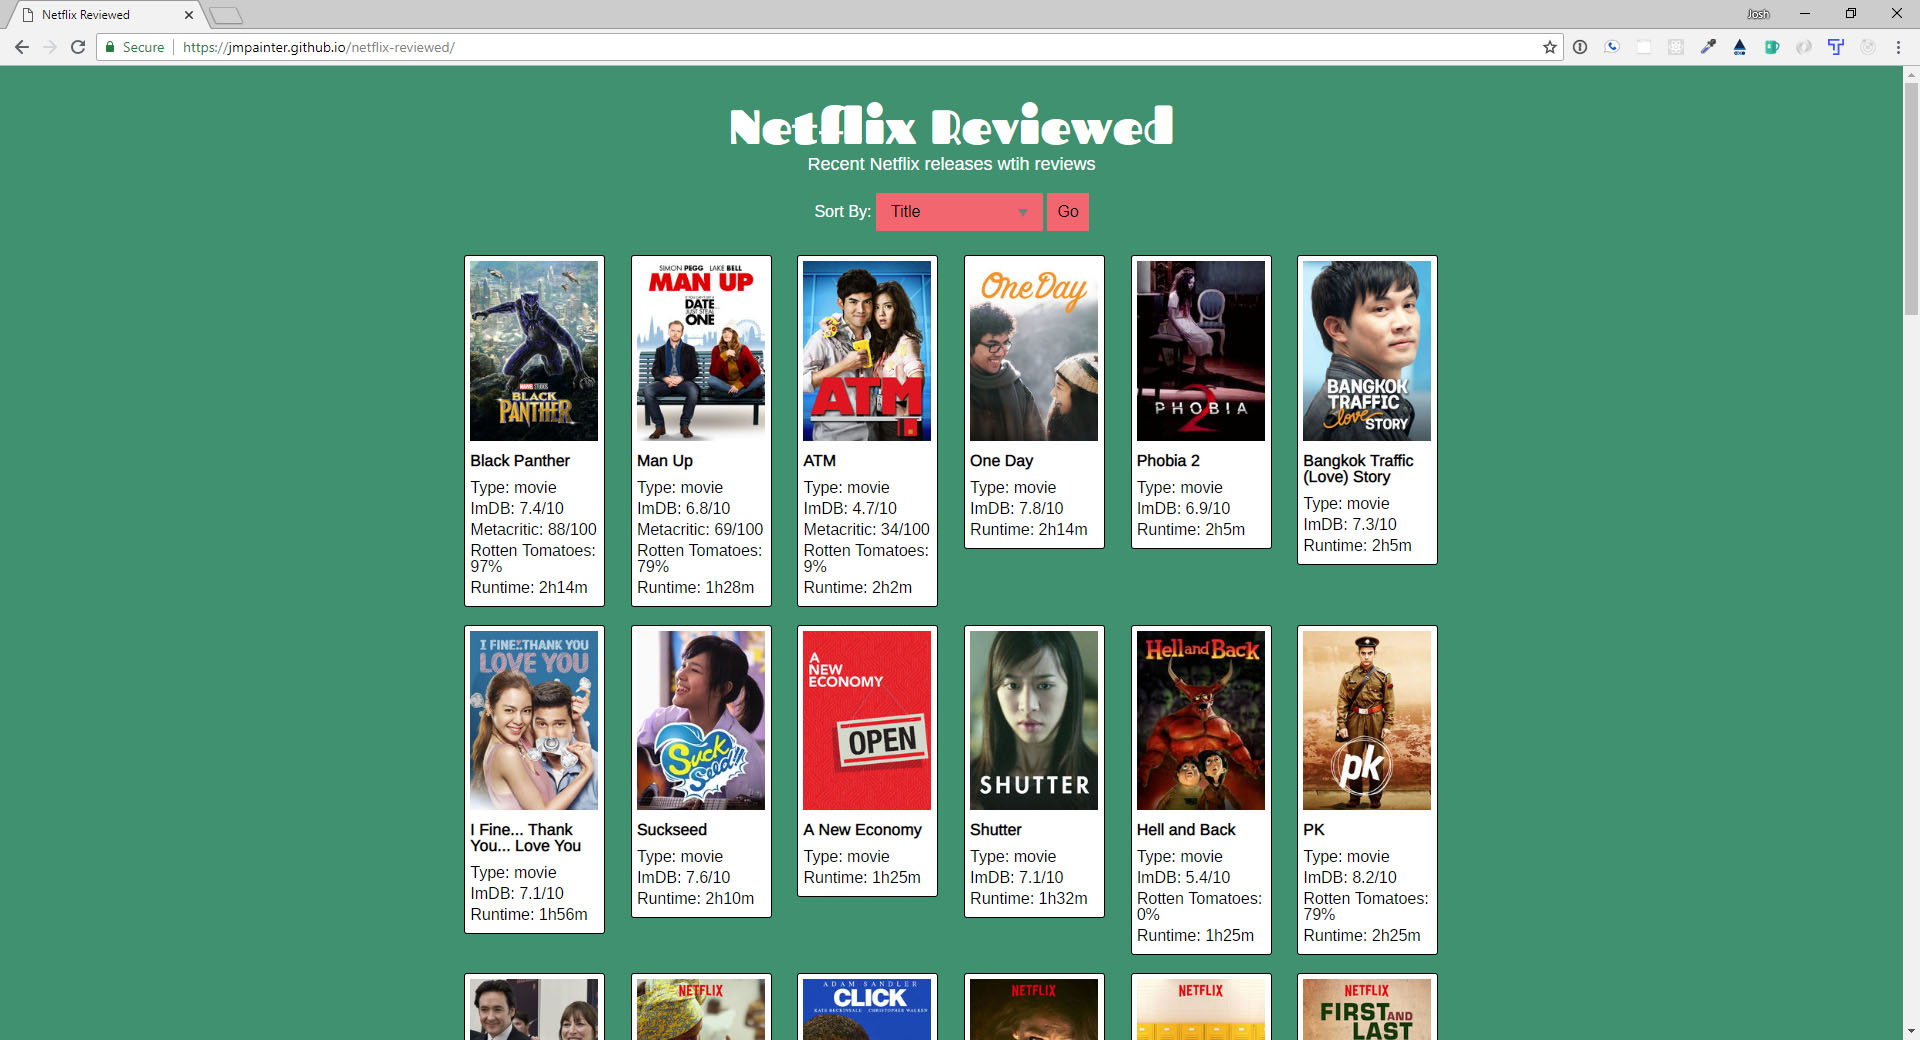 Netflix Reviewed
Josh
Secure
https://jmpainter.github.io/netflix-reviewed/
Netflix Reviewed
Recent Netflix releases wtih reviews
Sort By: Title Go
MARVEL STUDIOS
BLACK
PANTHER
Black Panther
Type: movie
ImDB: 7.4/10
Metacritic: 88/100
Rotten Tomatoes:
97%
Runtime: 2h14m
SIMON PEGG LAKE BELL
MAN UP
DATE
JUST STEAL
ONE
Man Up
Type: movie
ImDB: 6.8/10
Metacritic: 69/100
Rotten Tomatoes:
79%
Runtime: 1h28m
ATM
ATM
Type: movie
ImDB: 4.7/10
Metacritic: 34/100
Rotten Tomatoes:
9%
Runtime: 2h2m
One Day
One Day
Type: movie
ImDB: 7.8/10
Runtime: 2h14m
PHOBIA
2
Phobia 2
Type: movie
ImDB: 6.9/10
Runtime: 2h5m
BANGKOK
TRAFFIC
love
STORY
Bangkok Traffic
(Love) Story
Type: movie
ImDB: 7.3/10
Runtime: 2h5m
I FINE..THANK YOU
LOVE YOU
I Fine... Thank
You... Love You
Type: movie
ImDB: 7.1/10
Runtime: 1h56m
Suck
Seed!!
Suckseed
Type: movie
ImDB: 7.6/10
Runtime: 2h10m
A
NEW
ECONOMY
OPEN
A New Economy
Type: movie
Runtime: 1h25m
SHUTTER
Shutter
Type: movie
ImDB: 7.1/10
Runtime: 1h32m
Hell and Back
Hell and Back
Type: movie
ImDB: 5.4/10
Rotten Tomatoes:
0%
Runtime: 1h25m
pk
PK
Type: movie
ImDB: 8.2/10
Rotten Tomatoes:
79%
Runtime: 2h25m
NETFLIX
ADAM SANDLER
CLICK
KATE BECKINSALE CHRISTOPHER WALKEN
NETFLIX
NETFLIX
NETFLIX
FIRST AND
LAST